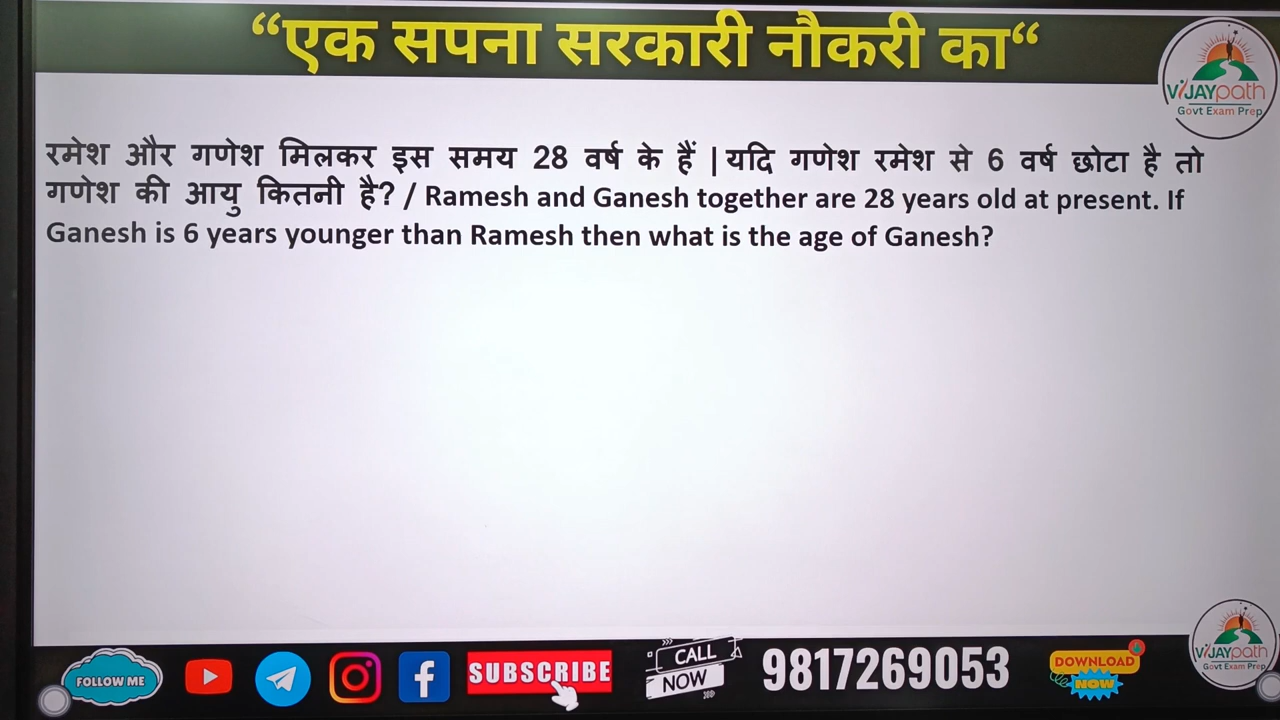 “एक सपना सरकारी नौकरी का“
VIJAYpath
Govt Exam Prep
रमेश और गणेश मिलकर इस समय 28 वर्ष के हैं | यदि गणेश रमेश से 6 वर्ष छोटा है तो
गणेश की आयु कितनी है? / Ramesh and Ganesh together are 28 years old at present. If
Ganesh is 6 years younger than Ramesh then what is the age of Ganesh?
FOLLOW ME
SUBSCRIBE
CALL
NOW
9817269053
DOWNLOAD
NOW
VIJAYpath
Govt Exam Prep